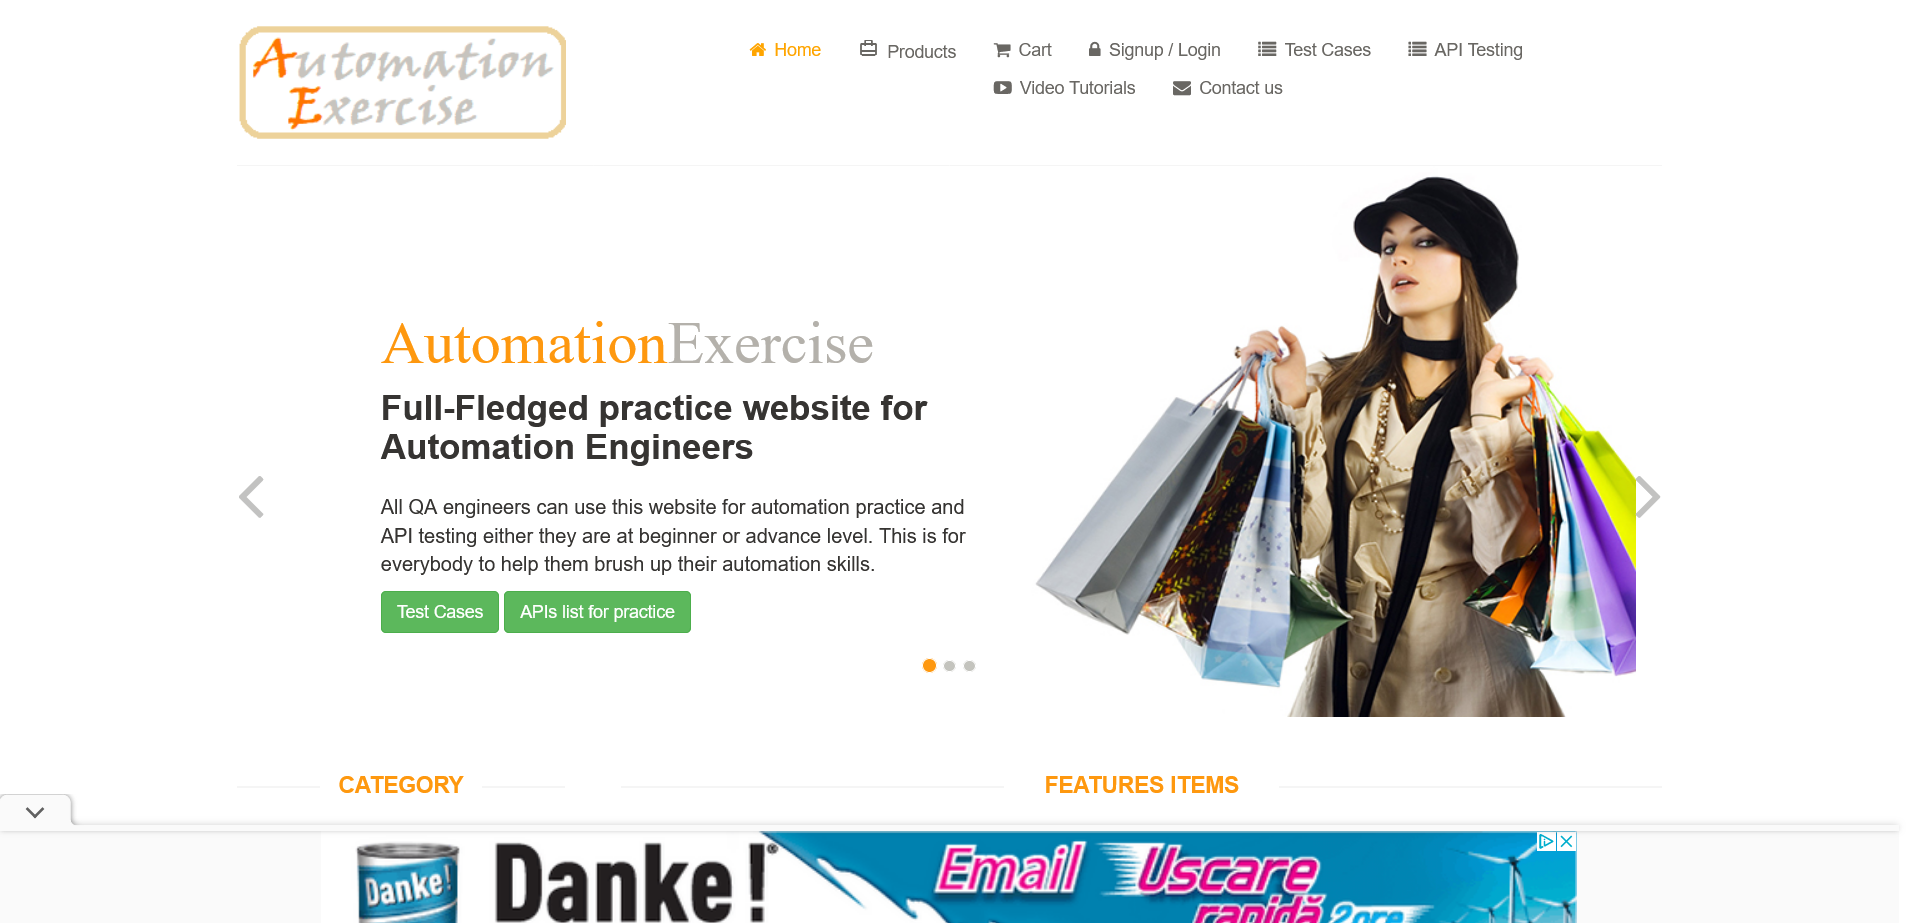 Automation
Exercise
Home
Products
Cart
Signup / Login
Test Cases
API Testing
Video Tutorials
Contact us
AutomationExercise
Full-Fledged practice website for
Automation Engineers
All QA engineers can use this website for automation practice and
API testing either they are at beginner or advance level. This is for
everybody to help them brush up their automation skills.
Test Cases
APIs list for practice
CATEGORY
FEATURES ITEMS
Danke!
Danke!®
Email
Uscare
rapidă 2ore